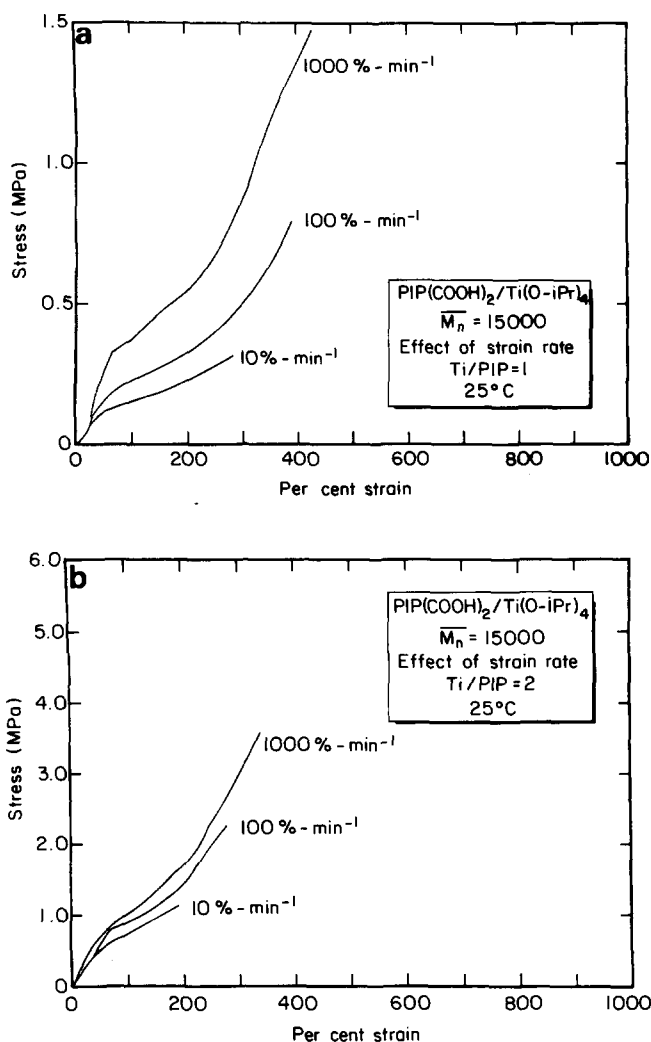 a
1.5
1.0
0.5
0
Stress (MPa)
1000 % - min⁻¹
100 % - min⁻¹
10% - min⁻¹
PIP(COOH)₂/Ti(O-iPr)₄
M̅n̅ = 15000
Effect of strain rate
Ti/PIP=1
25°C
0 200 400 600 800 1000
Per cent strain
b
6.0
5.0
4.0
3.0
2.0
1.0
0
Stress (MPa)
PIP(COOH)₂/Ti(O-iPr)₄
M̅n̅ = 15000
Effect of strain rate
Ti/PIP=2
25°C
1000 % - min⁻¹
100 % - min⁻¹
10 % - min⁻¹
0 200 400 600 800 1000
Per cent strain